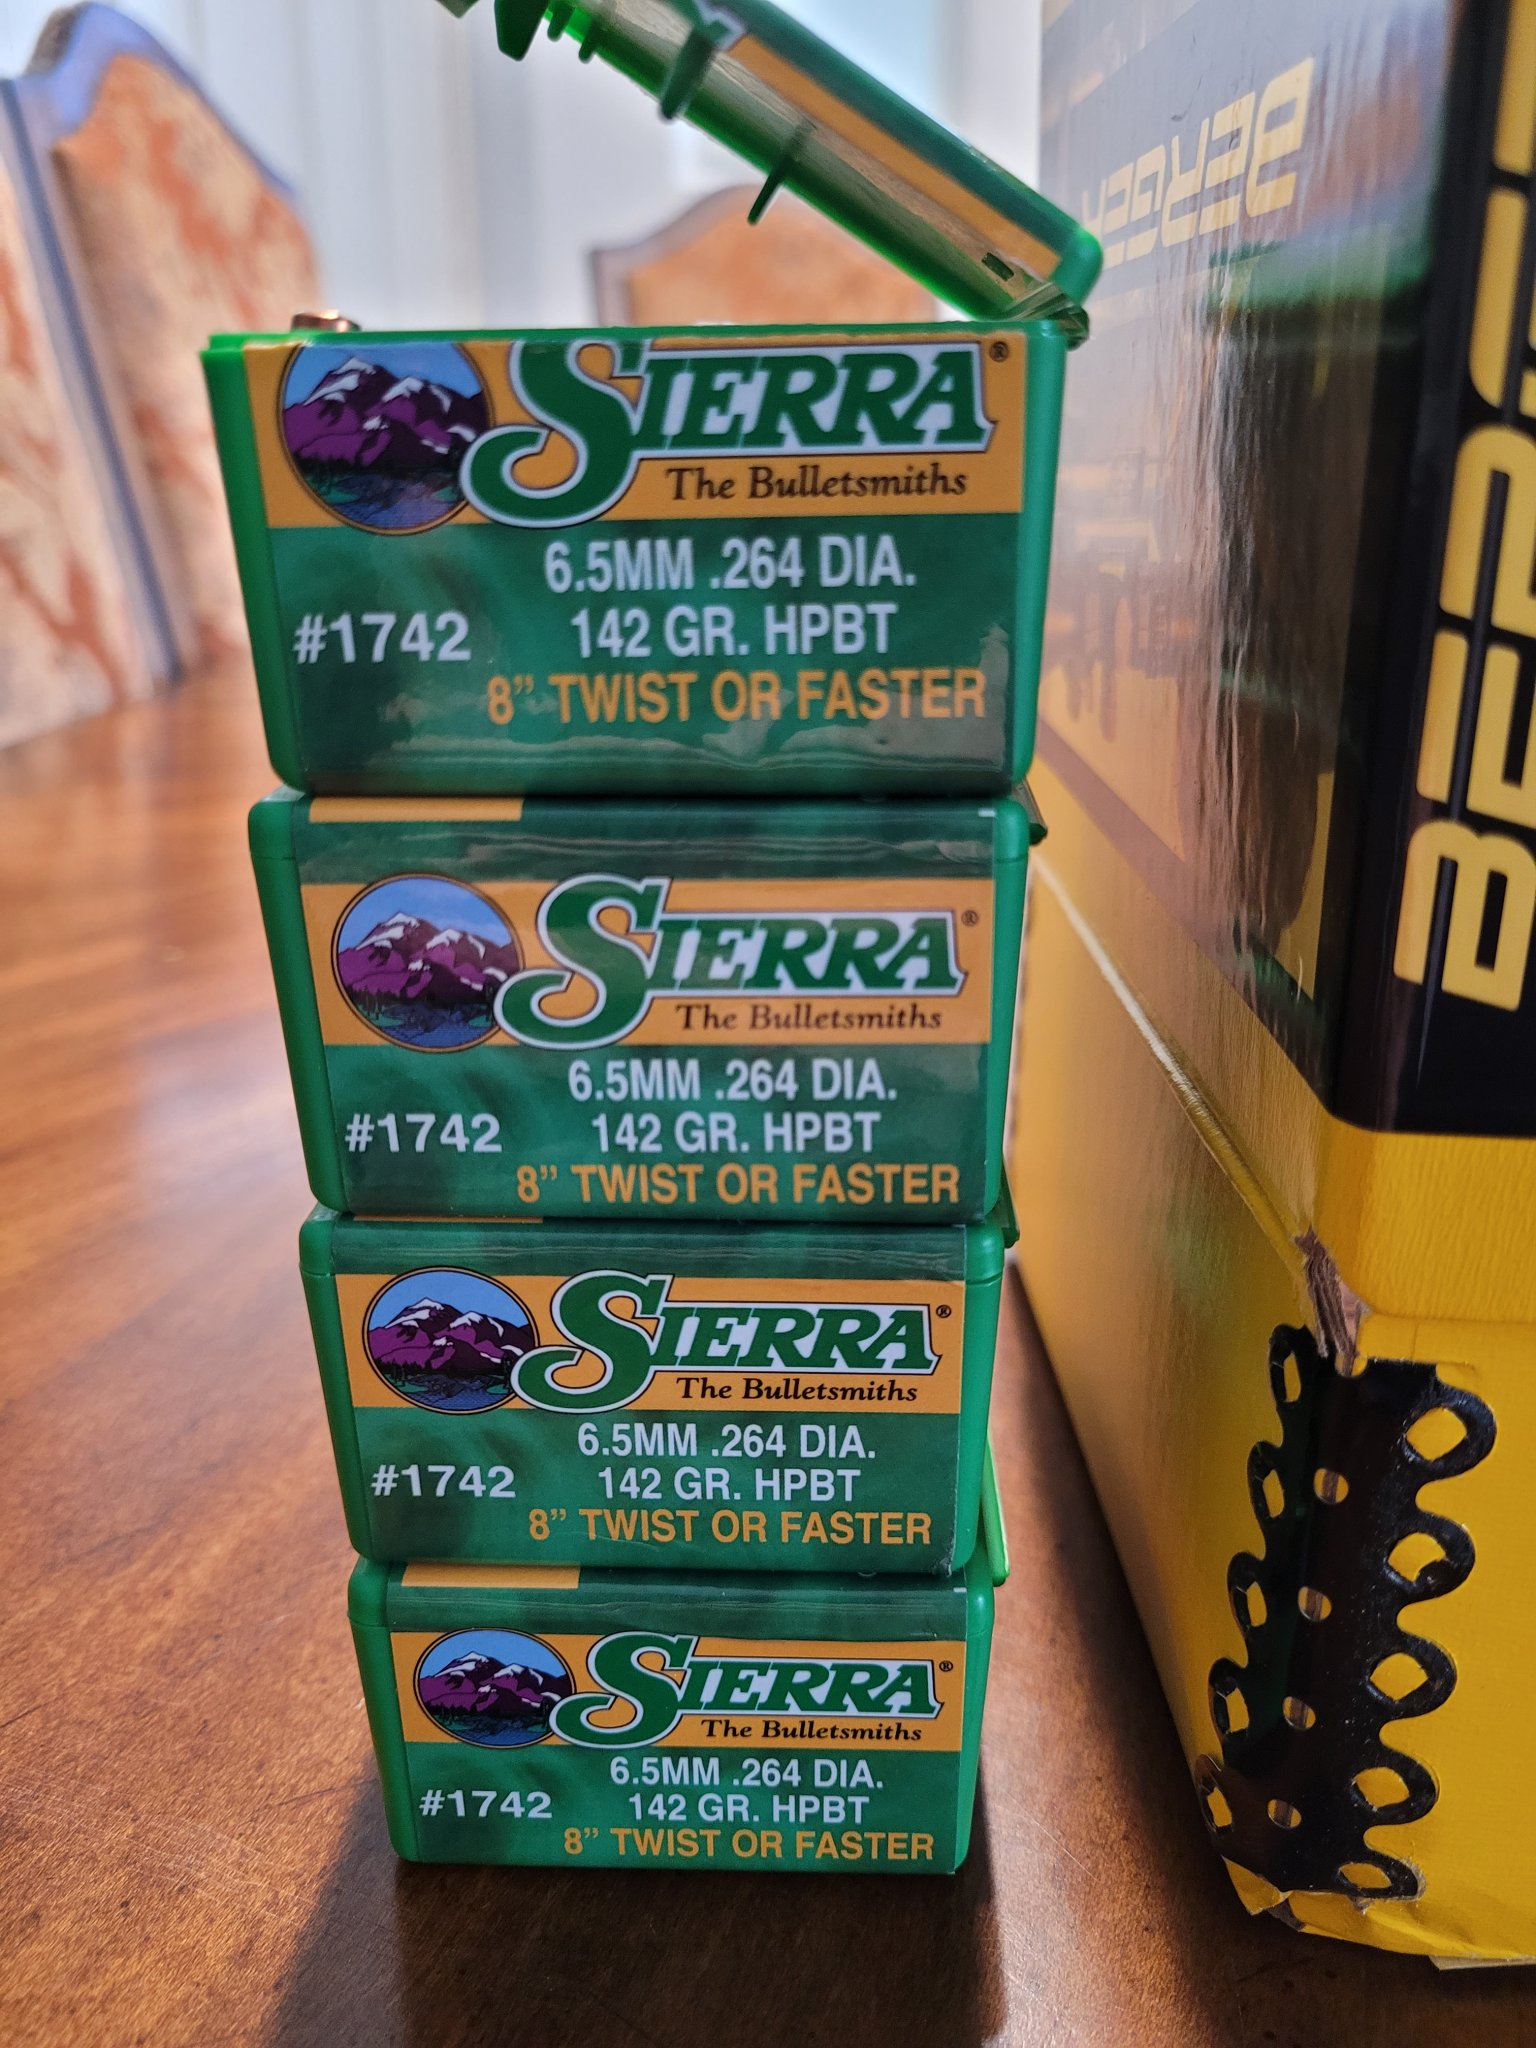 SIERRA®
The Bulletsmiths
6.5MM .264 DIA.
#1742
142 GR. HPBT
8” TWIST OR FASTER
SIERRA®
The Bulletsmiths
6.5MM .264 DIA.
#1742
142 GR. HPBT
8” TWIST OR FASTER
SIERRA®
The Bulletsmiths
6.5MM .264 DIA.
#1742
142 GR. HPBT
8” TWIST OR FASTER
SIERRA®
The Bulletsmiths
6.5MM .264 DIA.
#1742
142 GR. HPBT
8” TWIST OR FASTER
BERGER